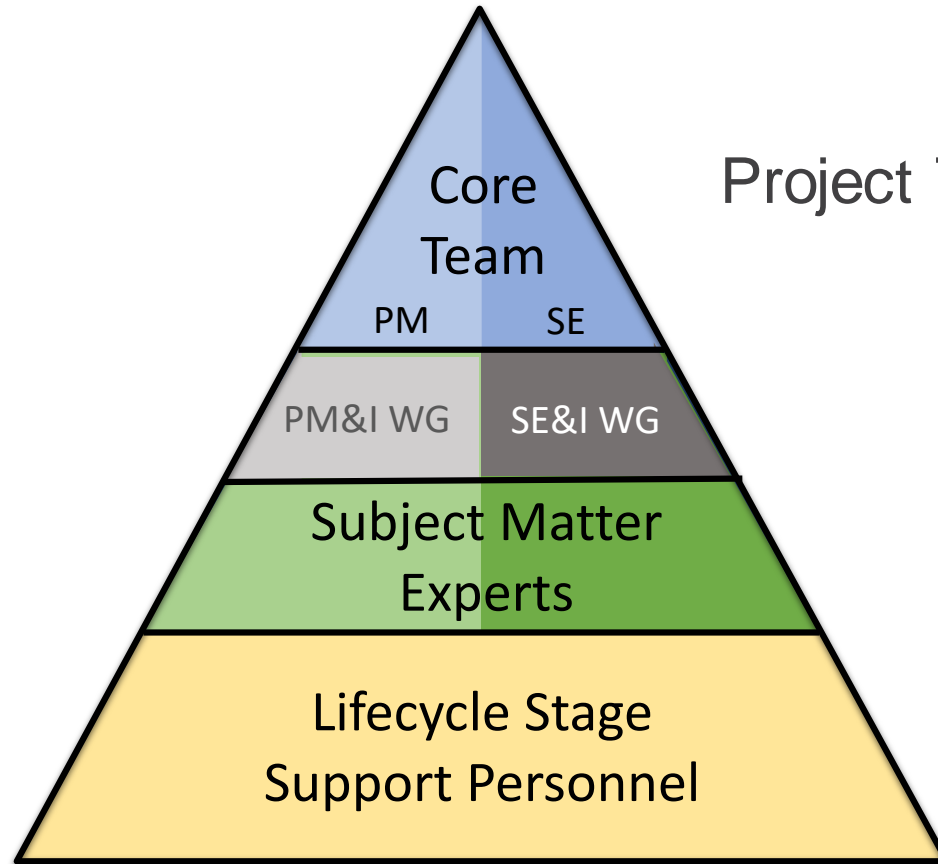 Core
Team
Project
PM SE
PM&I WG SE&I WG
Subject Matter
Experts
Lifecycle Stage
Support Personnel